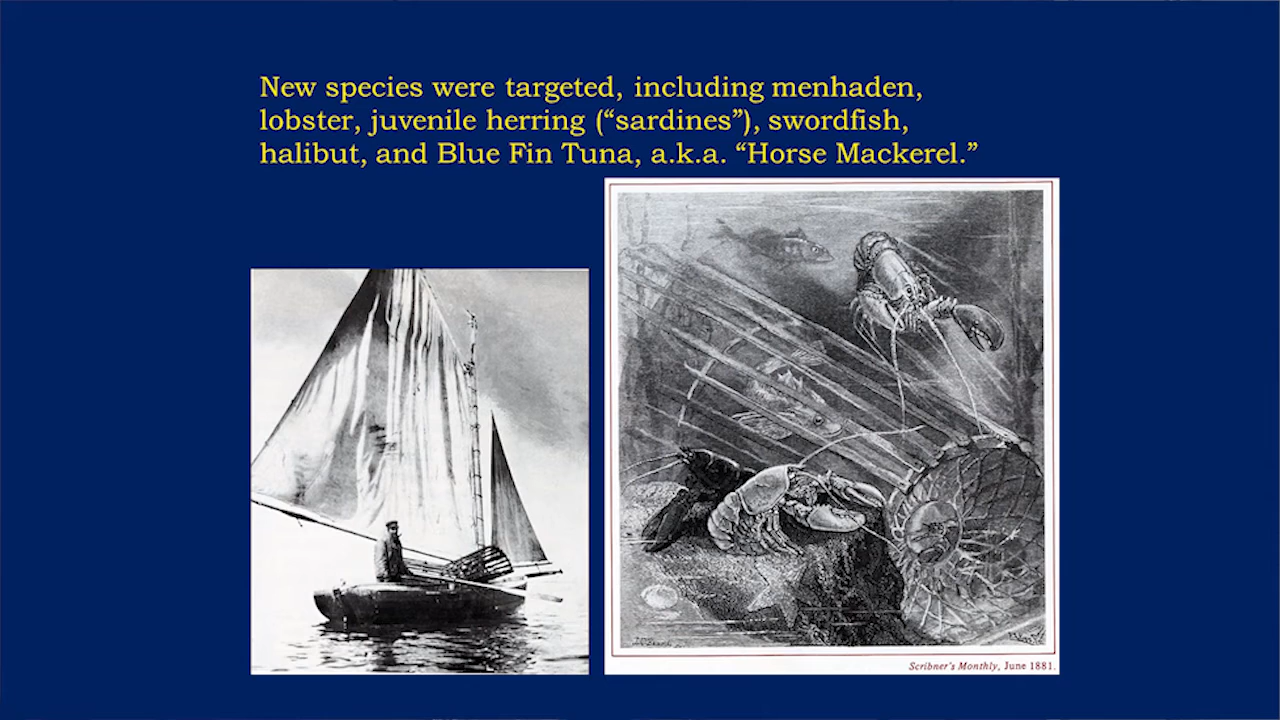 New species were targeted, including menhaden,
lobster, juvenile herring (“sardines”), swordfish,
halibut, and Blue Fin Tuna, a.k.a. “Horse Mackerel.”
Scribner's Monthly, June 1881.